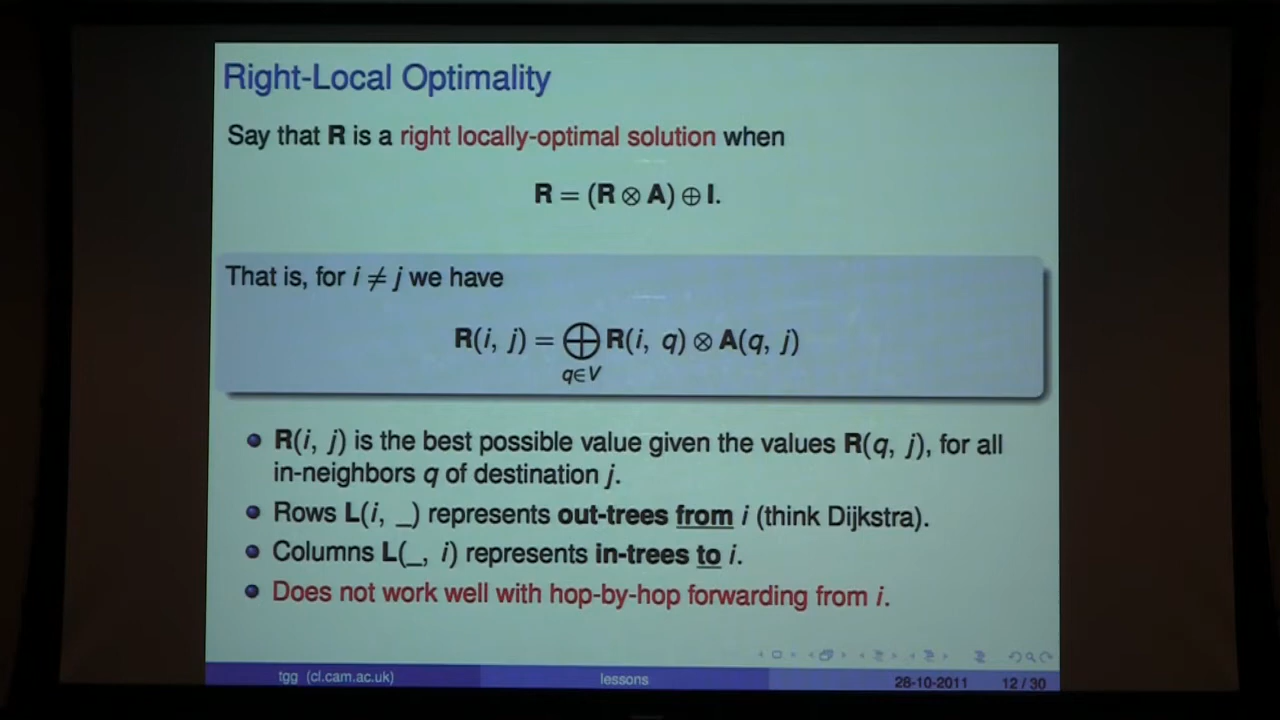 Right-Local Optimality
Say that R is a right locally-optimal solution when
R = (R ⊗ A) ⊕ I.
That is, for i ≠ j we have
R(i, j) = ⊕ R(i, q) ⊗ A(q, j)
q∈V
R(i, j) is the best possible value given the values R(q, j), for all
in-neighbors q of destination j.
Rows L(i, _) represents out-trees from i (think Dijkstra).
Columns L(_, i) represents in-trees to i.
Does not work well with hop-by-hop forwarding from i.
tgg (cl.cam.ac.uk) lessons 28-10-2011 12 / 30